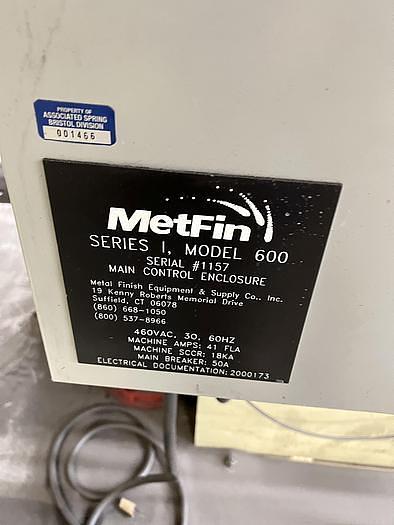 PROPERTY OF
ASSOCIATED SPRING
BRISTOL DIVISION
001466
MetFin
SERIES I, MODEL 600
SERIAL #1157
MAIN CONTROL ENCLOSURE
Metal Finish Equipment & Supply Co., Inc.
19 Kenny Roberts Memorial Drive
Suffield, CT 06078
(860) 668-1050
(800) 537-8966
460VAC, 3O, 60HZ
MACHINE AMPS: 41 FLA
MACHINE SCCR: 18KA
MAIN BREAKER: 50A
ELECTRICAL DOCUMENTATION: 2000173